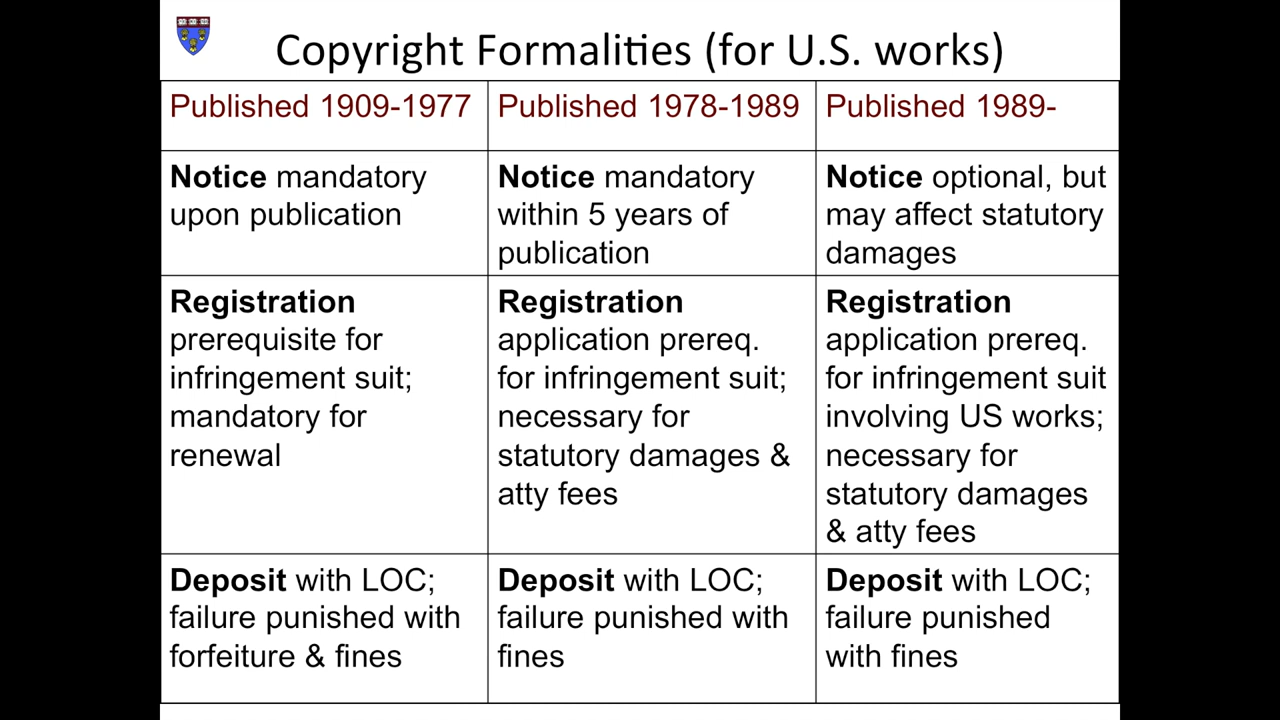 Copyright Formalities (for U.S. works)
Published 1909-1977
Published 1978-1989
Published 1989-
Notice mandatory
upon publication
Notice mandatory
within 5 years of
publication
Notice optional, but
may affect statutory
damages
Registration
prerequisite for
infringement suit;
mandatory for
renewal
Registration
application prereq.
for infringement suit;
necessary for
statutory damages &
atty fees
Registration
application prereq.
for infringement suit
involving US works;
necessary for
statutory damages
& atty fees
Deposit with LOC;
failure punished with
forfeiture & fines
Deposit with LOC;
failure punished with
fines
Deposit with LOC;
failure punished
with fines